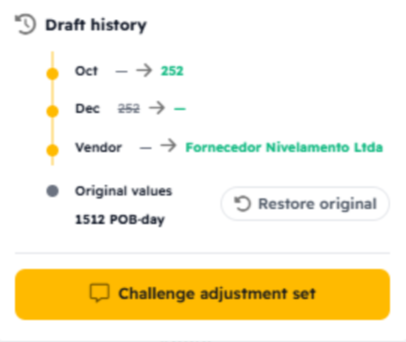 Draft history
Oct — → 252
Dec 252 → —
Vendor — → Fornecedor Nivelamento Ltda
Original values
1512 POB-day
Restore original
Challenge adjustment set